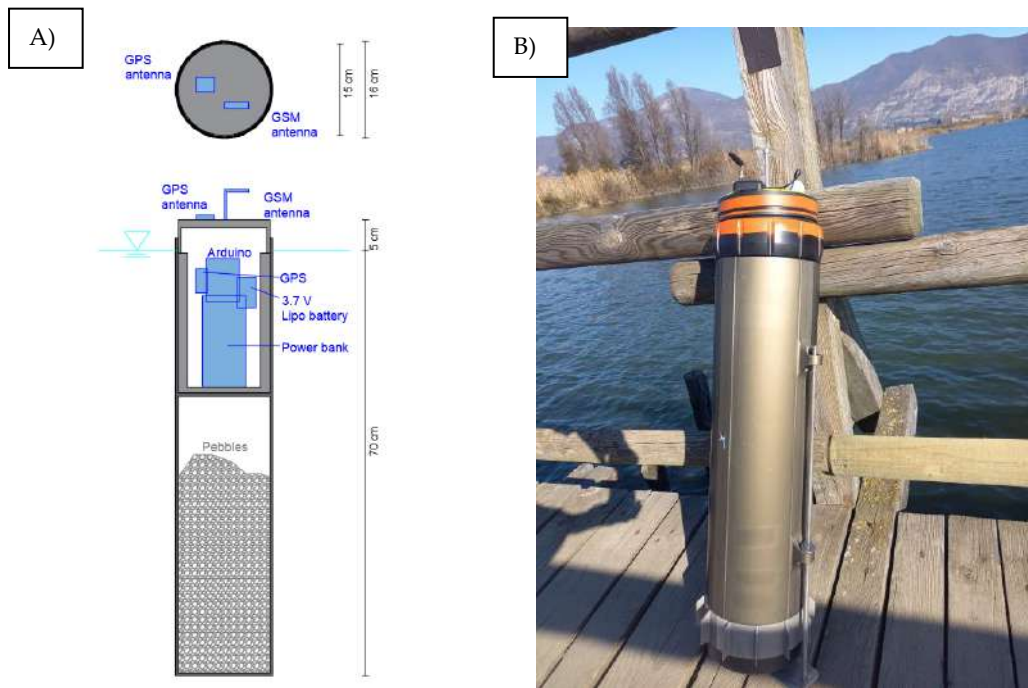 A)
GPS
antenna
GSM
antenna
15 cm
16 cm
GPS
antenna
GSM
antenna
Arduino
GPS
3.7 V
Lipo battery
Power bank
5 cm
Pebbles
70 cm
B)